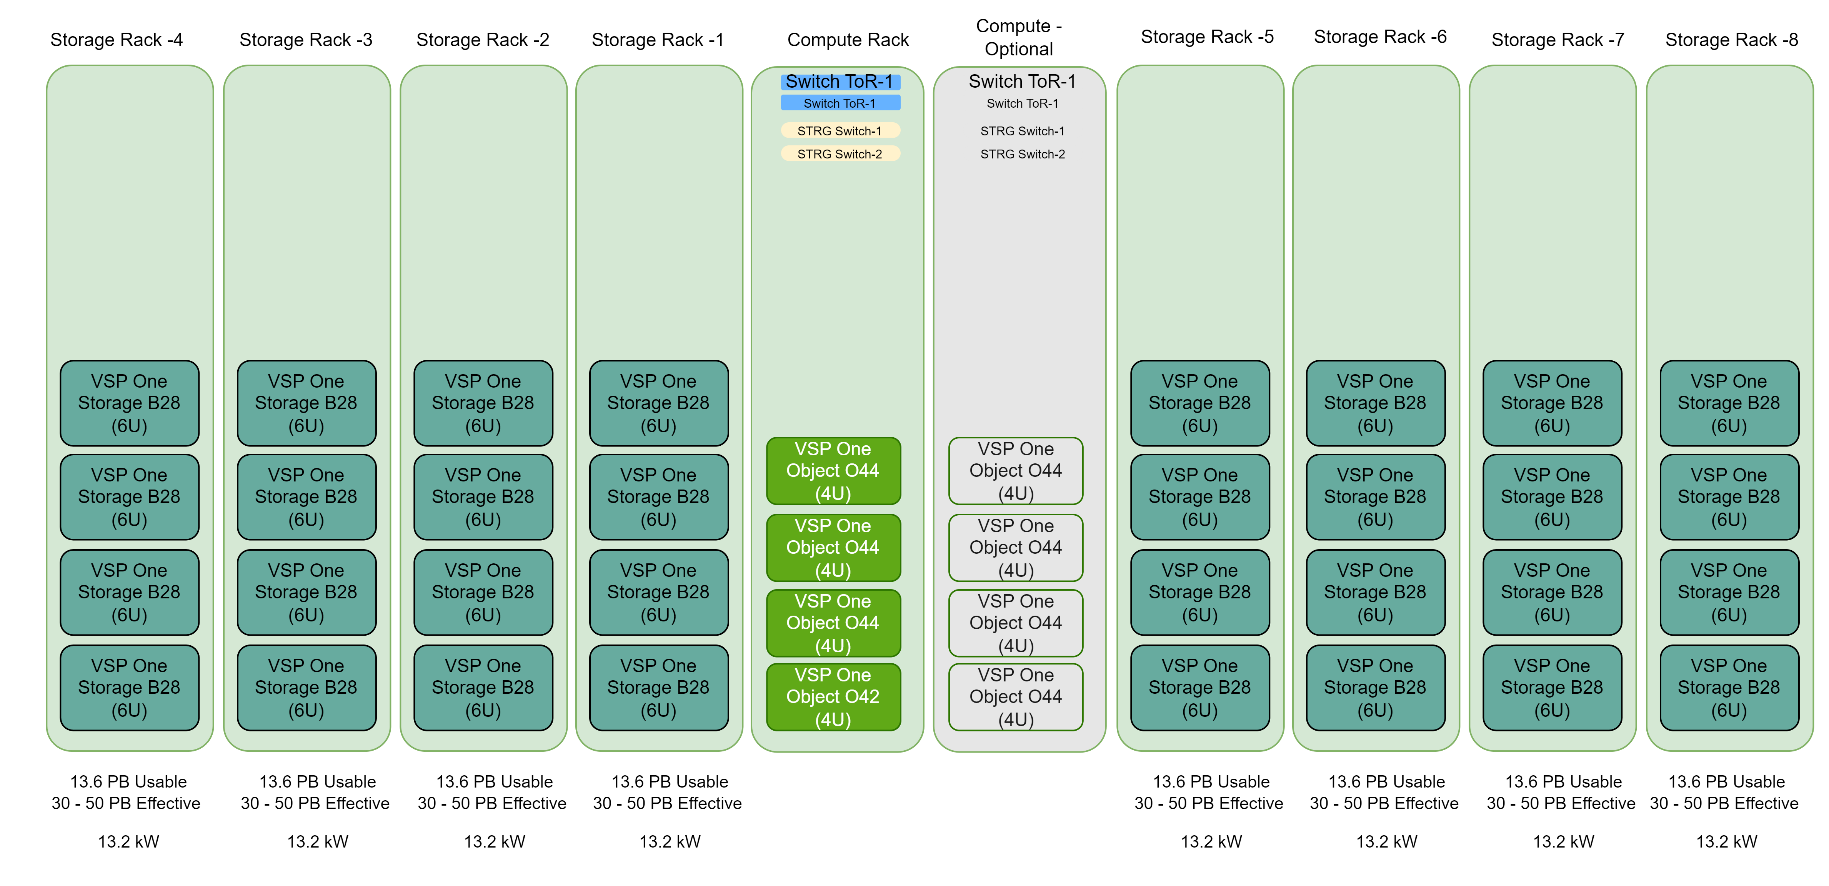 Storage Rack -4
Storage Rack -3
Storage Rack -2
Storage Rack -1
Compute Rack
Compute -
Optional
Storage Rack -5
Storage Rack -6
Storage Rack -7
Storage Rack -8
Switch ToR-1
Switch ToR-1
STRG Switch-1
STRG Switch-2
Switch ToR-1
Switch ToR-1
STRG Switch-1
STRG Switch-2
VSP One
Storage B28
(6U)
VSP One
Storage B28
(6U)
VSP One
Storage B28
(6U)
VSP One
Storage B28
(6U)
VSP One
Storage B28
(6U)
VSP One
Storage B28
(6U)
VSP One
Storage B28
(6U)
VSP One
Storage B28
(6U)
VSP One
Storage B28
(6U)
VSP One
Storage B28
(6U)
VSP One
Storage B28
(6U)
VSP One
Storage B28
(6U)
VSP One
Storage B28
(6U)
VSP One
Storage B28
(6U)
VSP One
Storage B28
(6U)
VSP One
Storage B28
(6U)
VSP One
Object O44
(4U)
VSP One
Object O44
(4U)
VSP One
Object O44
(4U)
VSP One
Object O42
(4U)
VSP One
Object O44
(4U)
VSP One
Object O44
(4U)
VSP One
Object O44
(4U)
VSP One
Object O44
(4U)
VSP One
Storage B28
(6U)
VSP One
Storage B28
(6U)
VSP One
Storage B28
(6U)
VSP One
Storage B28
(6U)
VSP One
Storage B28
(6U)
VSP One
Storage B28
(6U)
VSP One
Storage B28
(6U)
VSP One
Storage B28
(6U)
VSP One
Storage B28
(6U)
VSP One
Storage B28
(6U)
VSP One
Storage B28
(6U)
VSP One
Storage B28
(6U)
VSP One
Storage B28
(6U)
VSP One
Storage B28
(6U)
VSP One
Storage B28
(6U)
VSP One
Storage B28
(6U)
13.6 PB Usable
30 - 50 PB Effective
13.2 kW
13.6 PB Usable
30 - 50 PB Effective
13.2 kW
13.6 PB Usable
30 - 50 PB Effective
13.2 kW
13.6 PB Usable
30 - 50 PB Effective
13.2 kW
13.6 PB Usable
30 - 50 PB Effective
13.2 kW
13.6 PB Usable
30 - 50 PB Effective
13.2 kW
13.6 PB Usable
30 - 50 PB Effective
13.2 kW
13.6 PB Usable
30 - 50 PB Effective
13.2 kW